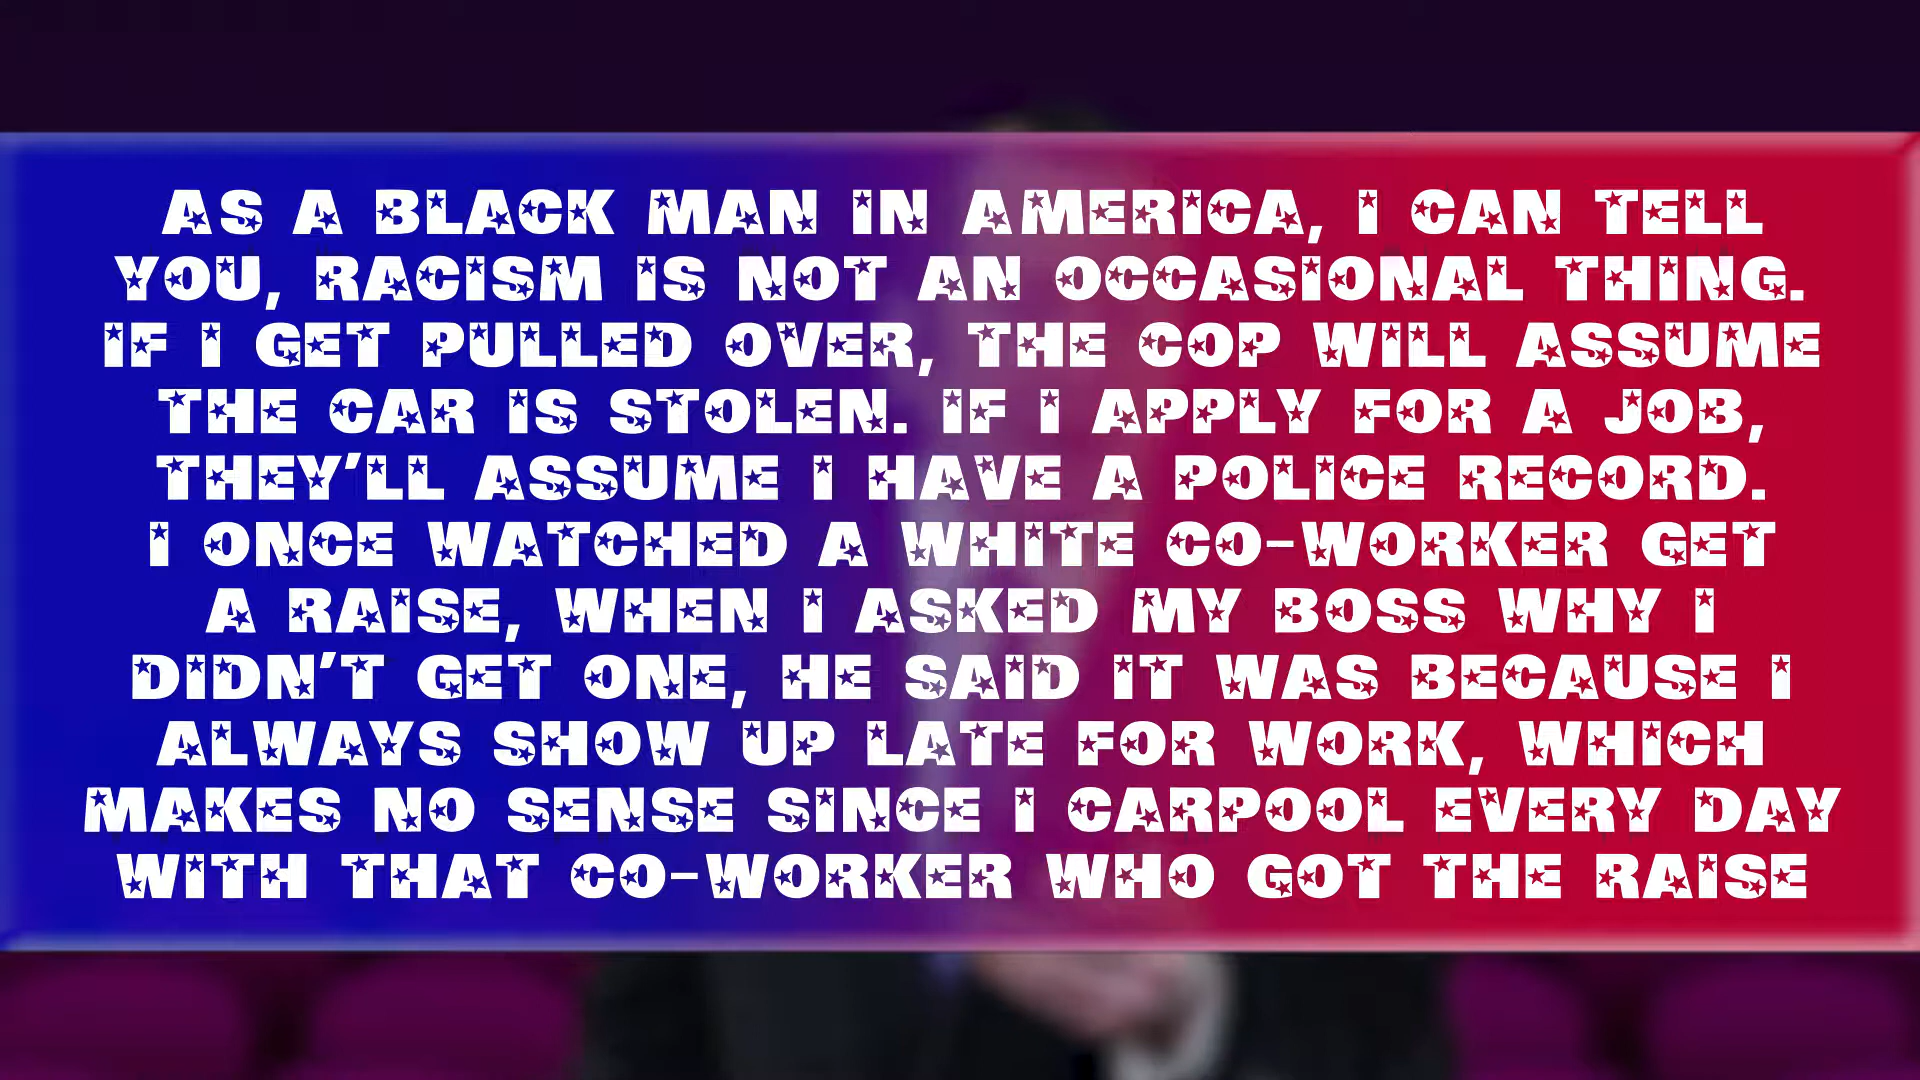 AS A BLACK MAN IN AMERICA, I CAN TELL
YOU, RACISM IS NOT AN OCCASIONAL THING.
IF I GET PULLED OVER, THE COP WILL ASSUME
THE CAR IS STOLEN. IF I APPLY FOR A JOB,
THEY'LL ASSUME I HAVE A POLICE RECORD.
I ONCE WATCHED A WHITE CO-WORKER GET
A RAISE, WHEN I ASKED MY BOSS WHY I
DIDN'T GET ONE, HE SAID IT WAS BECAUSE I
ALWAYS SHOW UP LATE FOR WORK, WHICH
MAKES NO SENSE SINCE I CARPOOL EVERY DAY
WITH THAT CO-WORKER WHO GOT THE RAISE